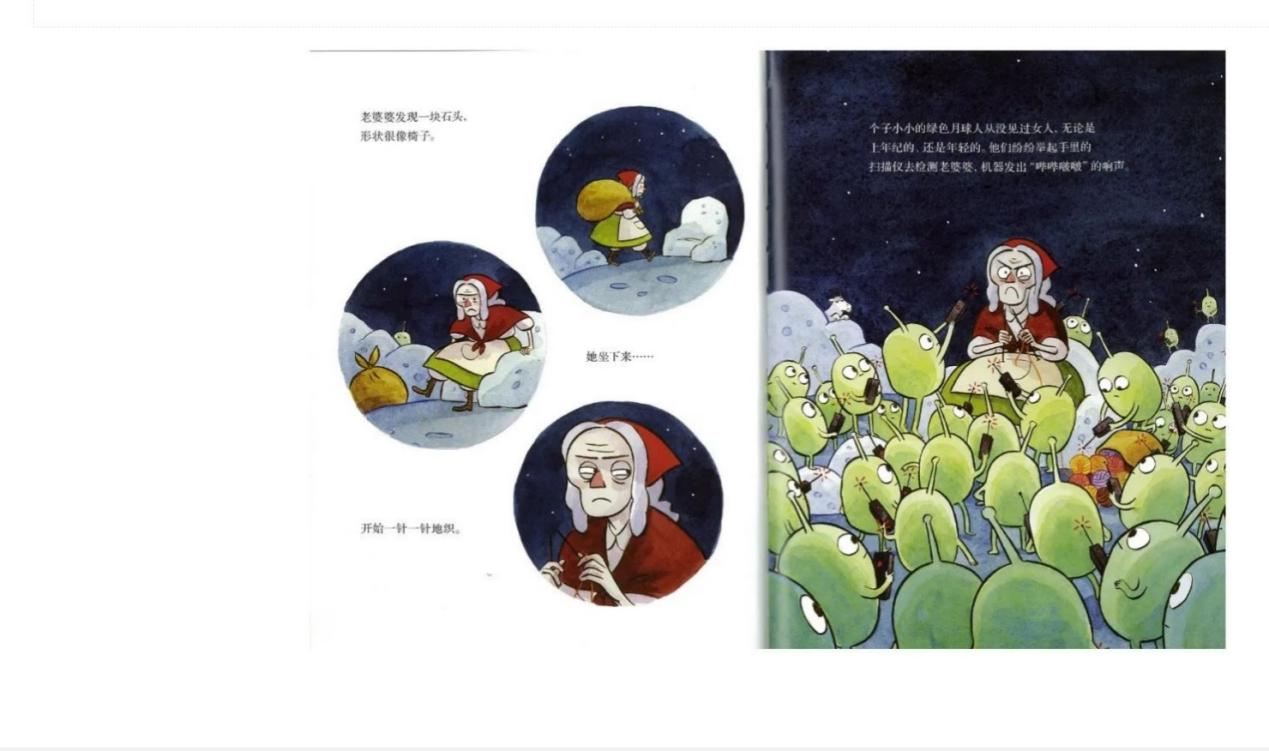 老婆婆发现一块石头，
形状很像椅子。
她坐下来……
开始一针一针地织。
个子小小的绿色月球人从没见过女人，无论是
上年纪的，还是年轻的。他们纷纷举起手里的
扫描仪去检测老婆婆，机器发出“哔哔啵啵”的响声。